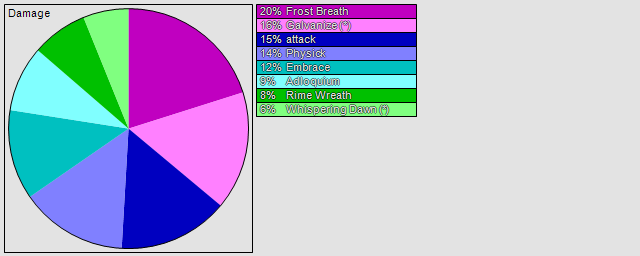 Damage
20% Frost Breath
16% Galvanize (*)
15% attack
14% Physick
12% Embrace
9% Adloquium
8% Rime Wreath
6% Whispering Dawn (*)